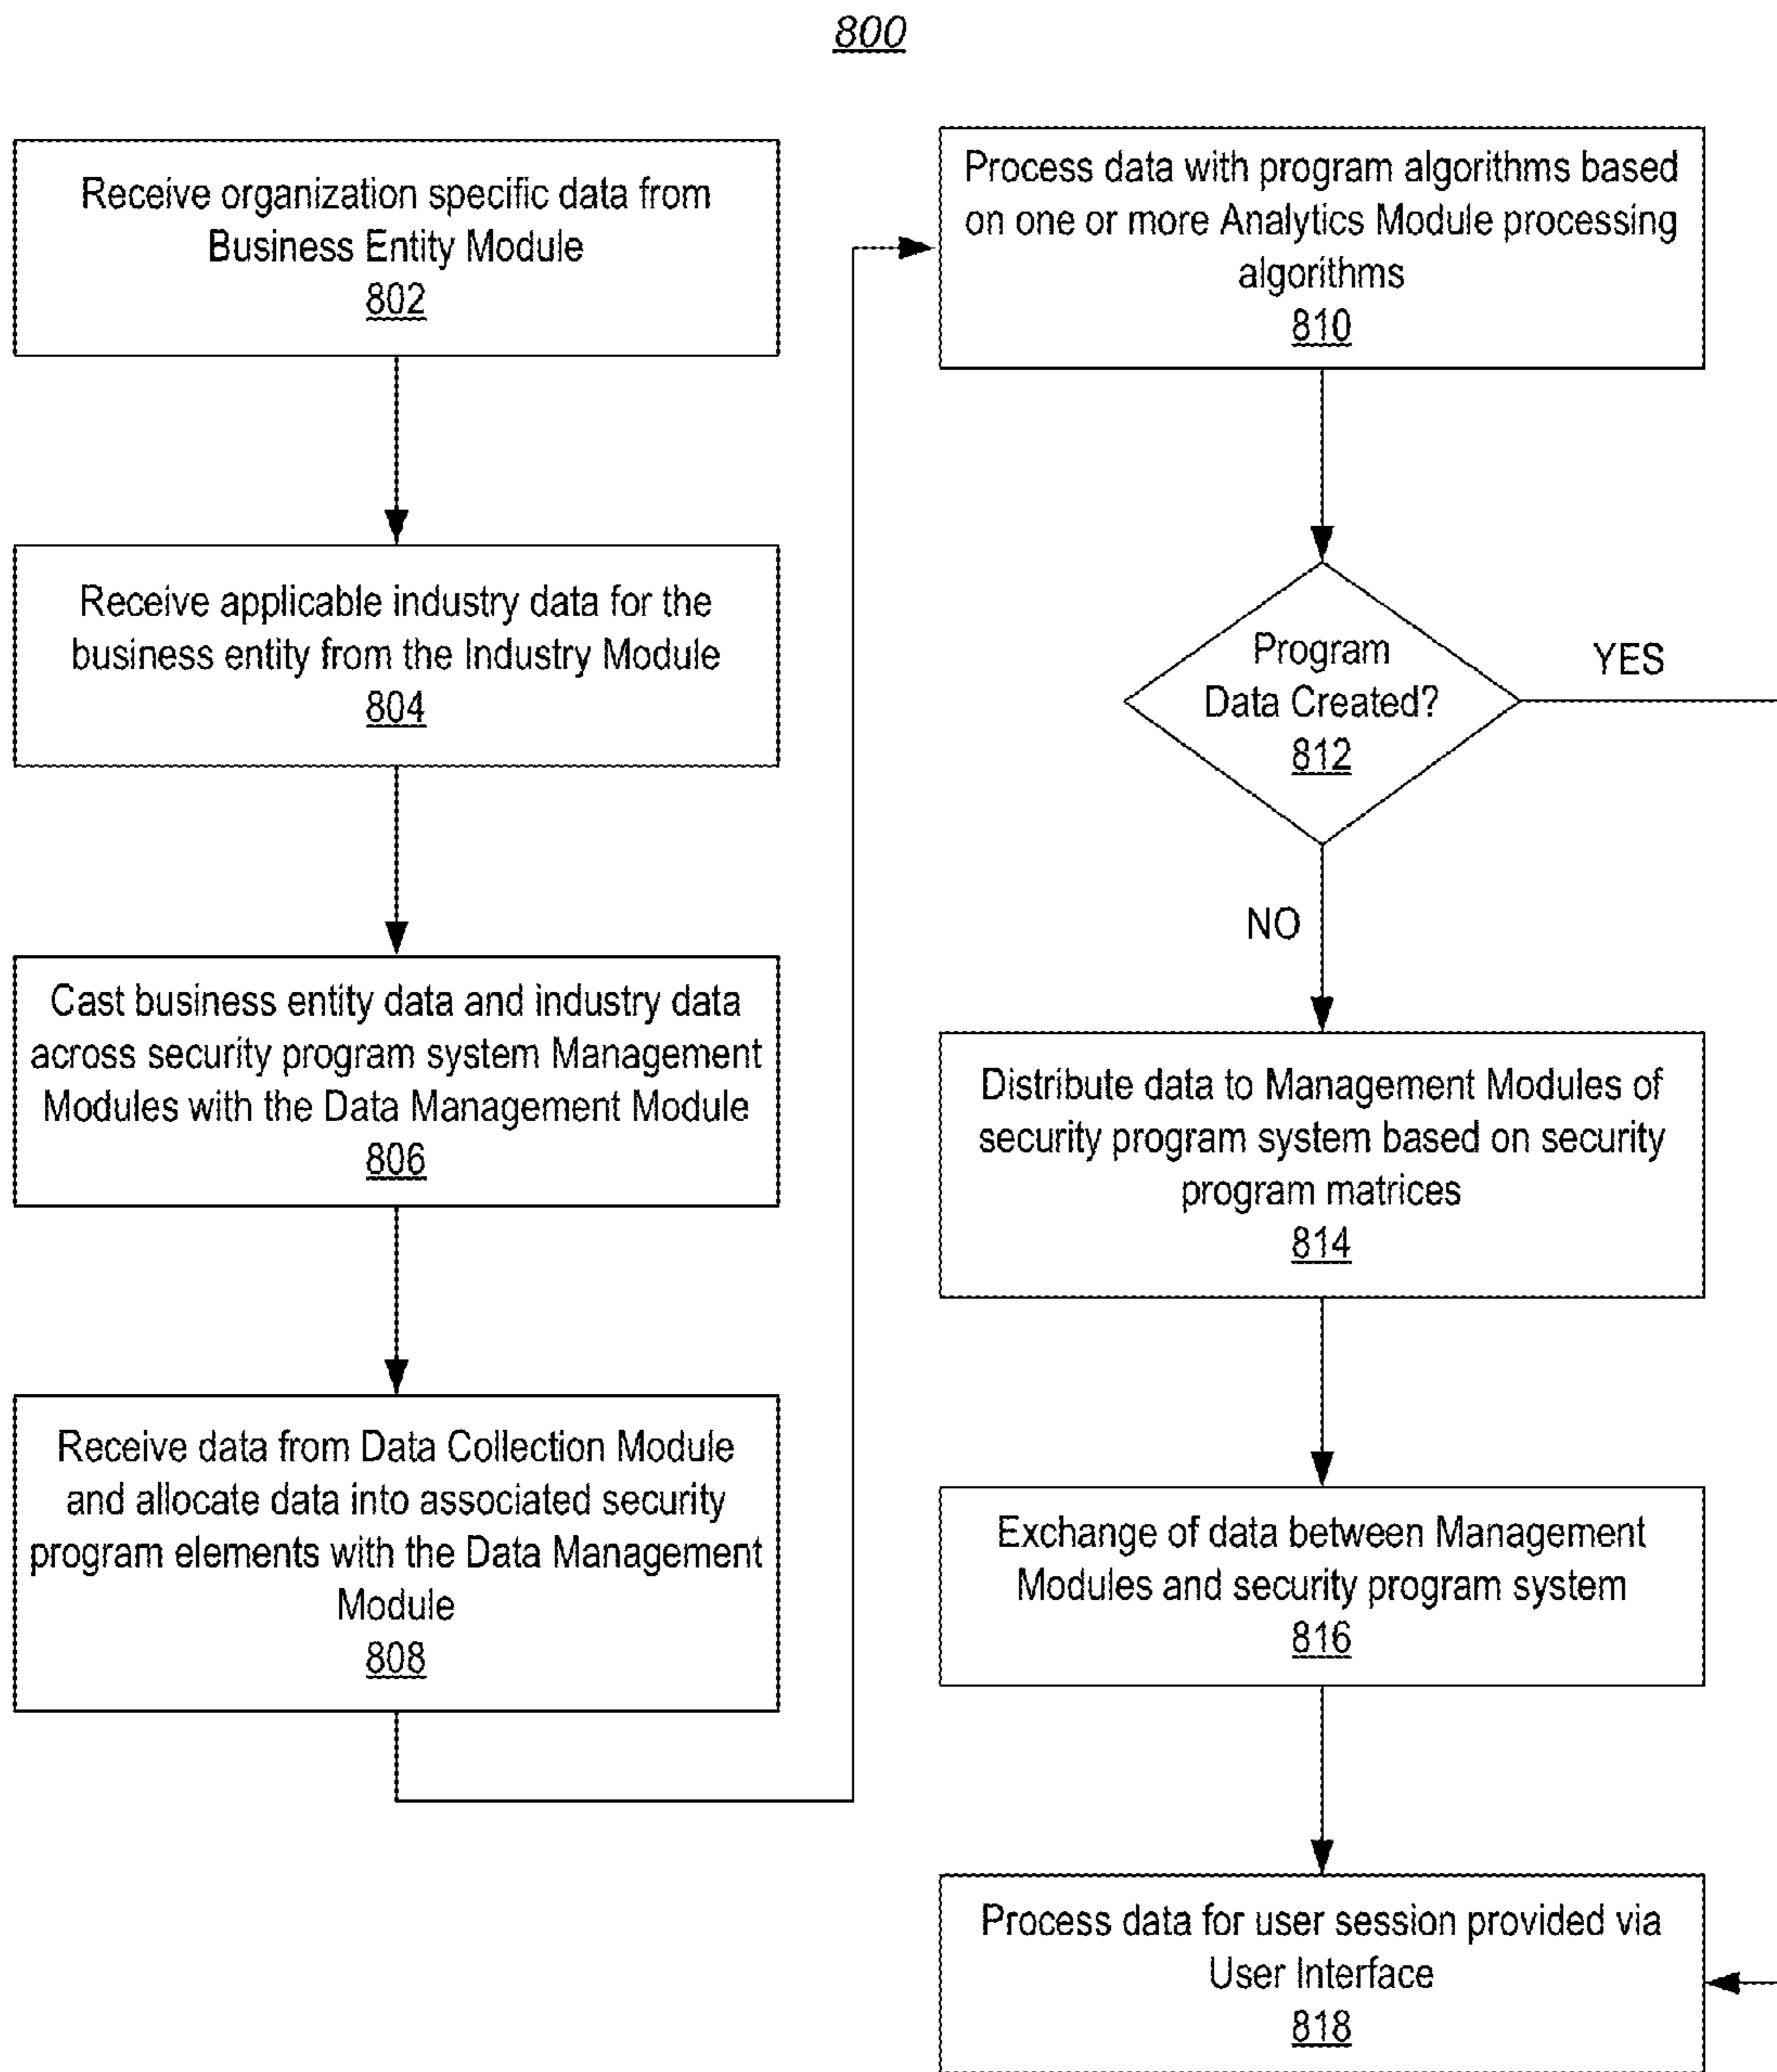 800
Receive organization specific data from
Business Entity Module
802
Receive applicable industry data for the
business entity from the Industry Module
804
Cast business entity data and industry data
across security program system Management
Modules with the Data Management Module
806
Receive data from Data Collection Module
and allocate data into associated security
program elements with the Data Management
Module
808
Process data with program algorithms based
on one or more Analytics Module processing
algorithms
810
Program
Data Created?
812
YES
NO
Distribute data to Management Modules of
security program system based on security
program matrices
814
Exchange of data between Management
Modules and security program system
816
Process data for user session provided via
User Interface
818